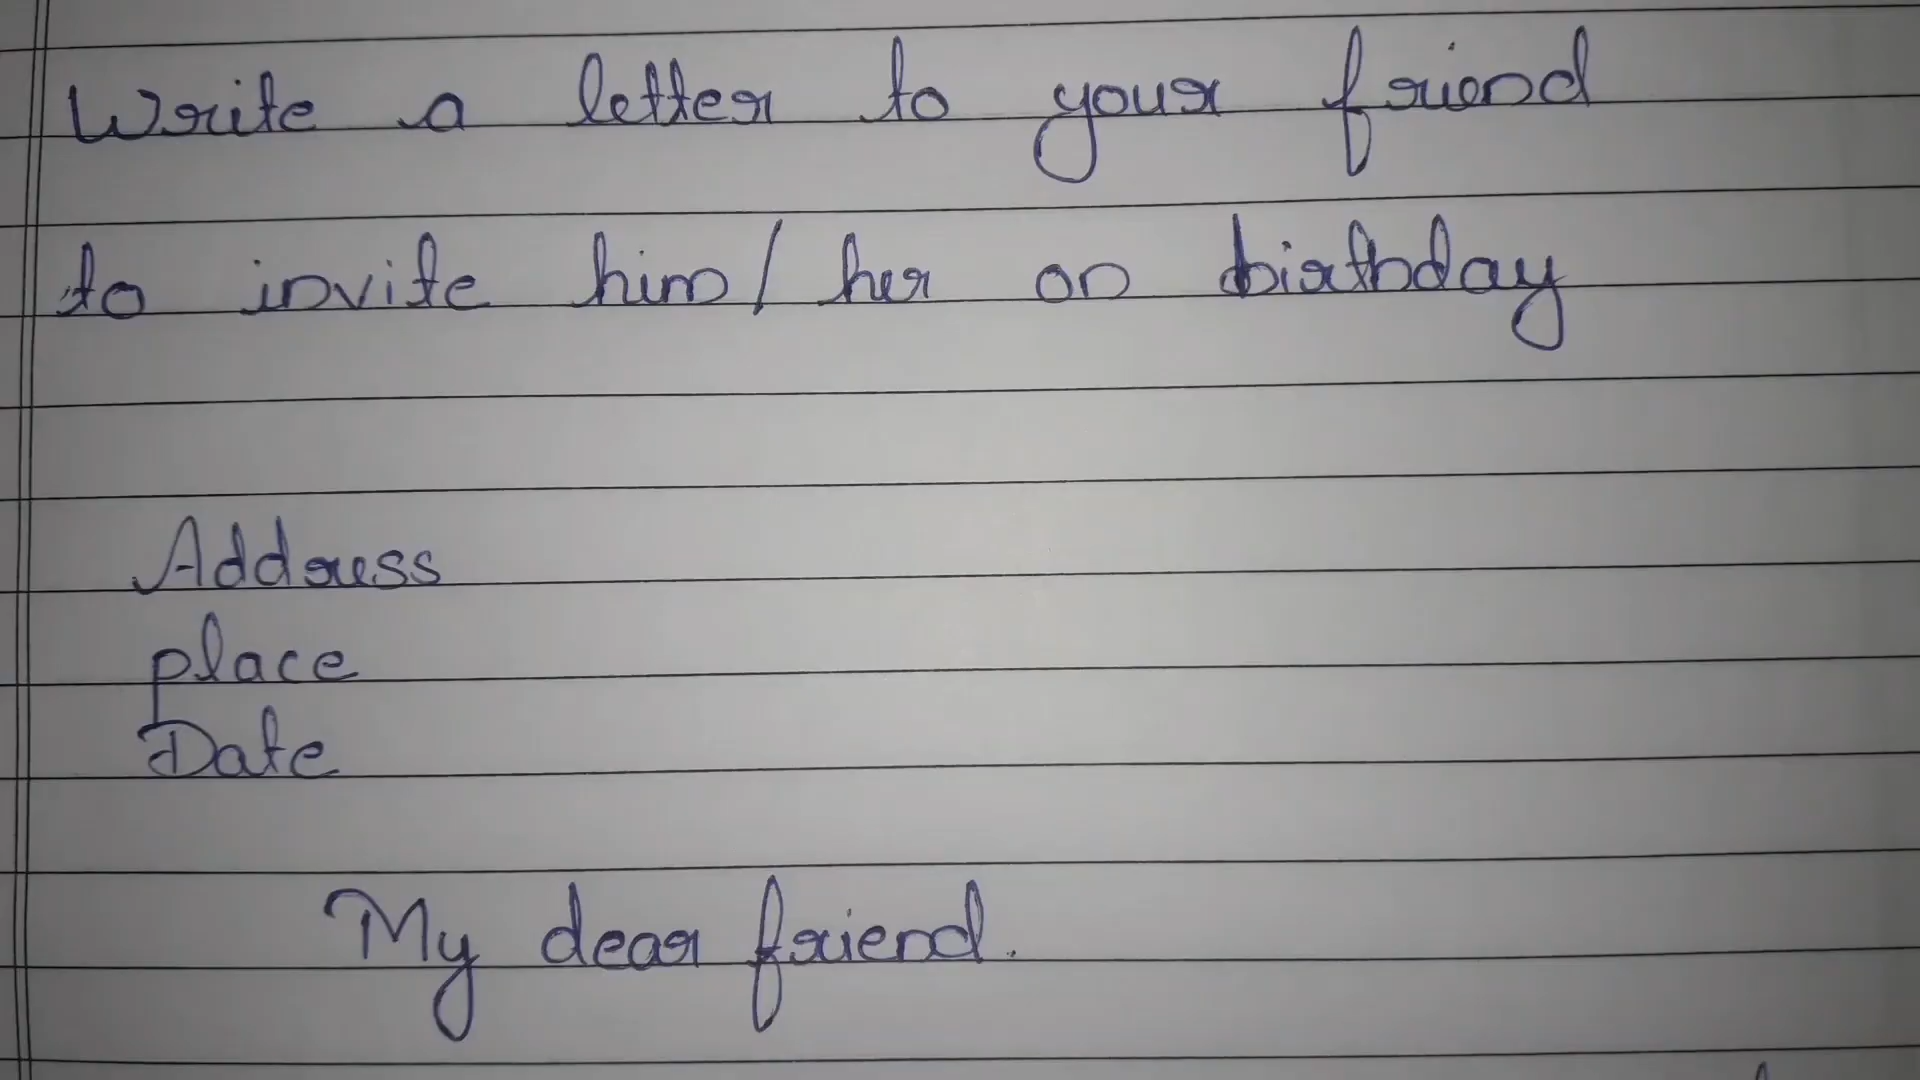 Write a letter to your friend
to invite him/ her on birthday
Address
place
Date
My dear friend.